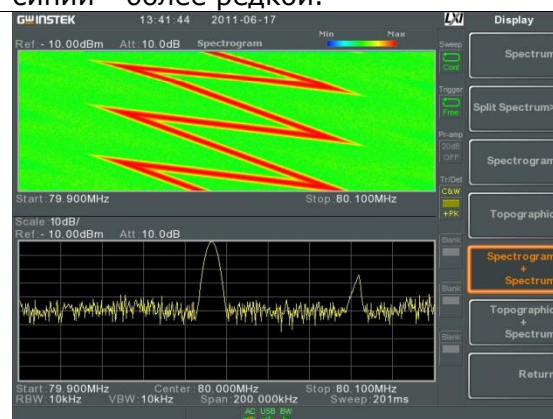 синий – более редкой.
GWINSTEK 13:41:44 2011-06-17 LXI Display
Ref:- 10.00dBm Att:10.0dB Spectrogram Min Max
Sweep
Cont
Trigger
Free
Pr-amp
20dB
OFF
Tr/Det
C&W
+PK
Blank
Blank
Blank
Start:79.900MHz Stop:80.100MHz
Scale:10dB/
Ref:- 10.00dBm Att:10.0dB
Start:79.900MHz Center:80.000MHz Stop:80.100MHz
RBW:10kHz VBW:10kHz Span:200.000kHz Sweep:201ms
AC USB BW
Spectrum
Split Spectrum>
Spectrogram
Topographic
Spectrogram
+
Spectrum
Topographic
+
Spectrum
Return